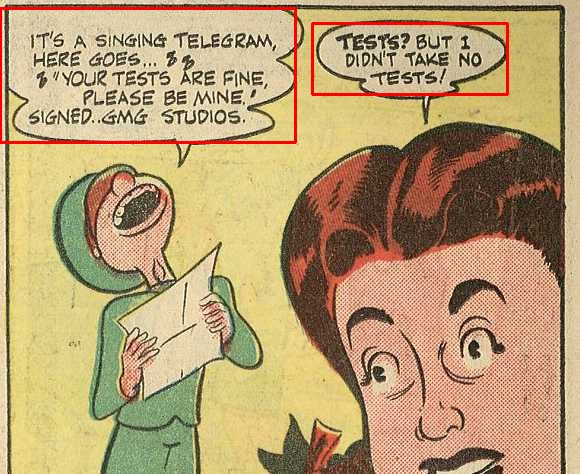 IT'S A SINGING TELEGRAM,
HERE GOES...
"YOUR TESTS ARE FINE,
PLEASE BE MINE."
SIGNED..GMG STUDIOS.
TESTS? BUT I
DIDN'T TAKE NO
TESTS!